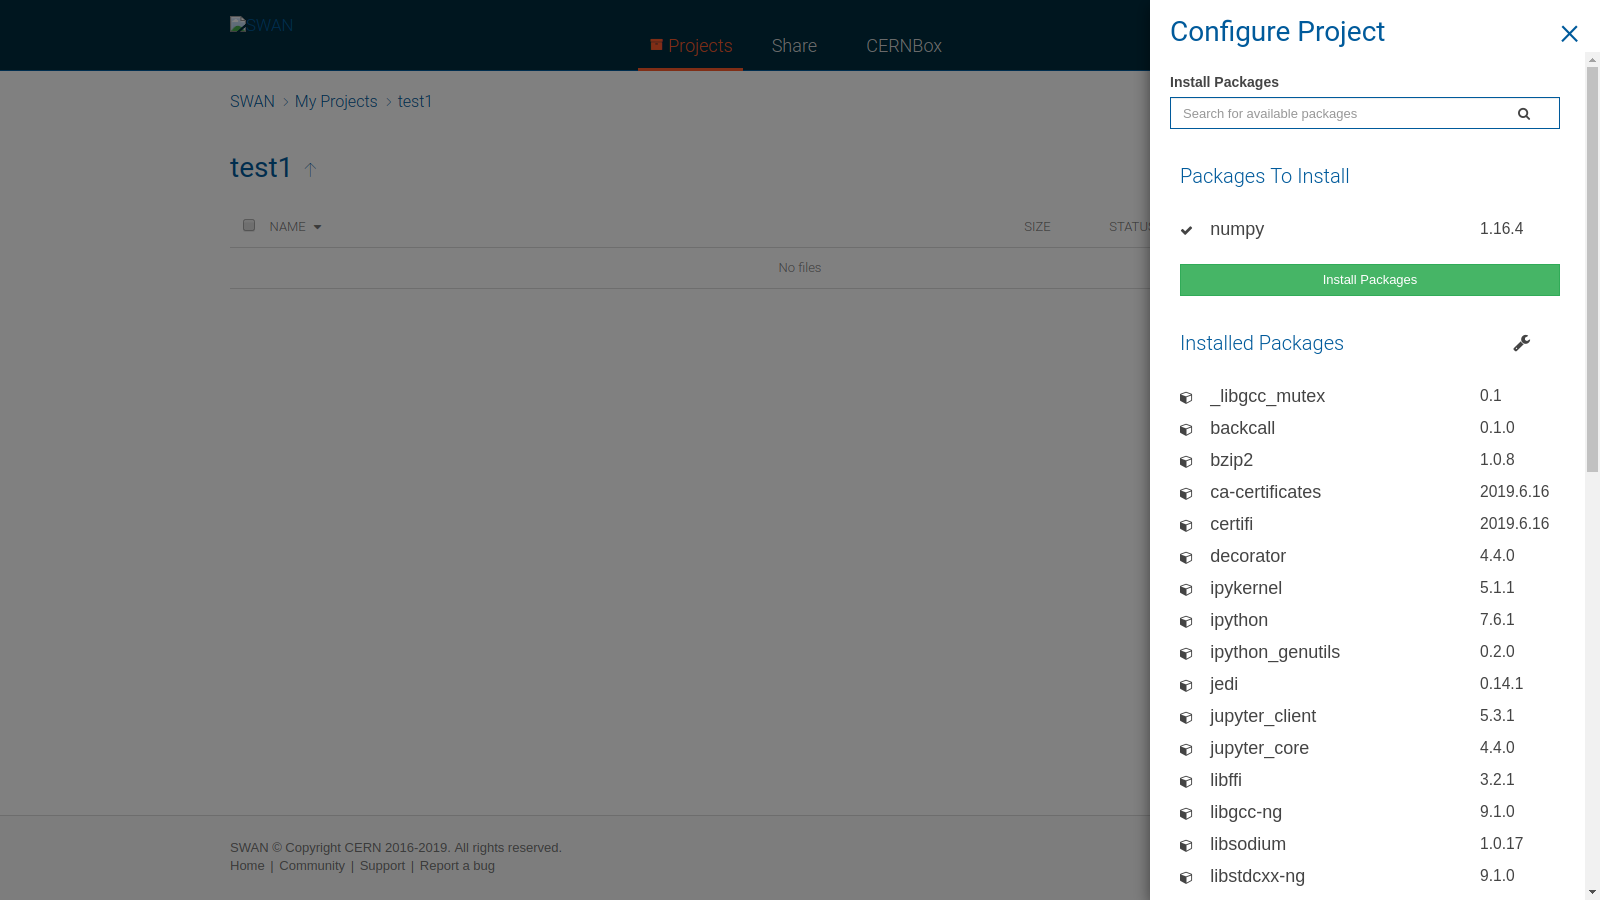 SWAN
Projects
Share
CERNBox
SWAN > My Projects > test1
test1
NAME
SIZE
STATUS
No files
SWAN © Copyright CERN 2016-2019. All rights reserved.
Home | Community | Support | Report a bug
Configure Project
Install Packages
Search for available packages
Packages To Install
numpy 1.16.4
Install Packages
Installed Packages
_libgcc_mutex 0.1
backcall 0.1.0
bzip2 1.0.8
ca-certificates 2019.6.16
certifi 2019.6.16
decorator 4.4.0
ipykernel 5.1.1
ipython 7.6.1
ipython_genutils 0.2.0
jedi 0.14.1
jupyter_client 5.3.1
jupyter_core 4.4.0
libffi 3.2.1
libgcc-ng 9.1.0
libsodium 1.0.17
libstdcxx-ng 9.1.0